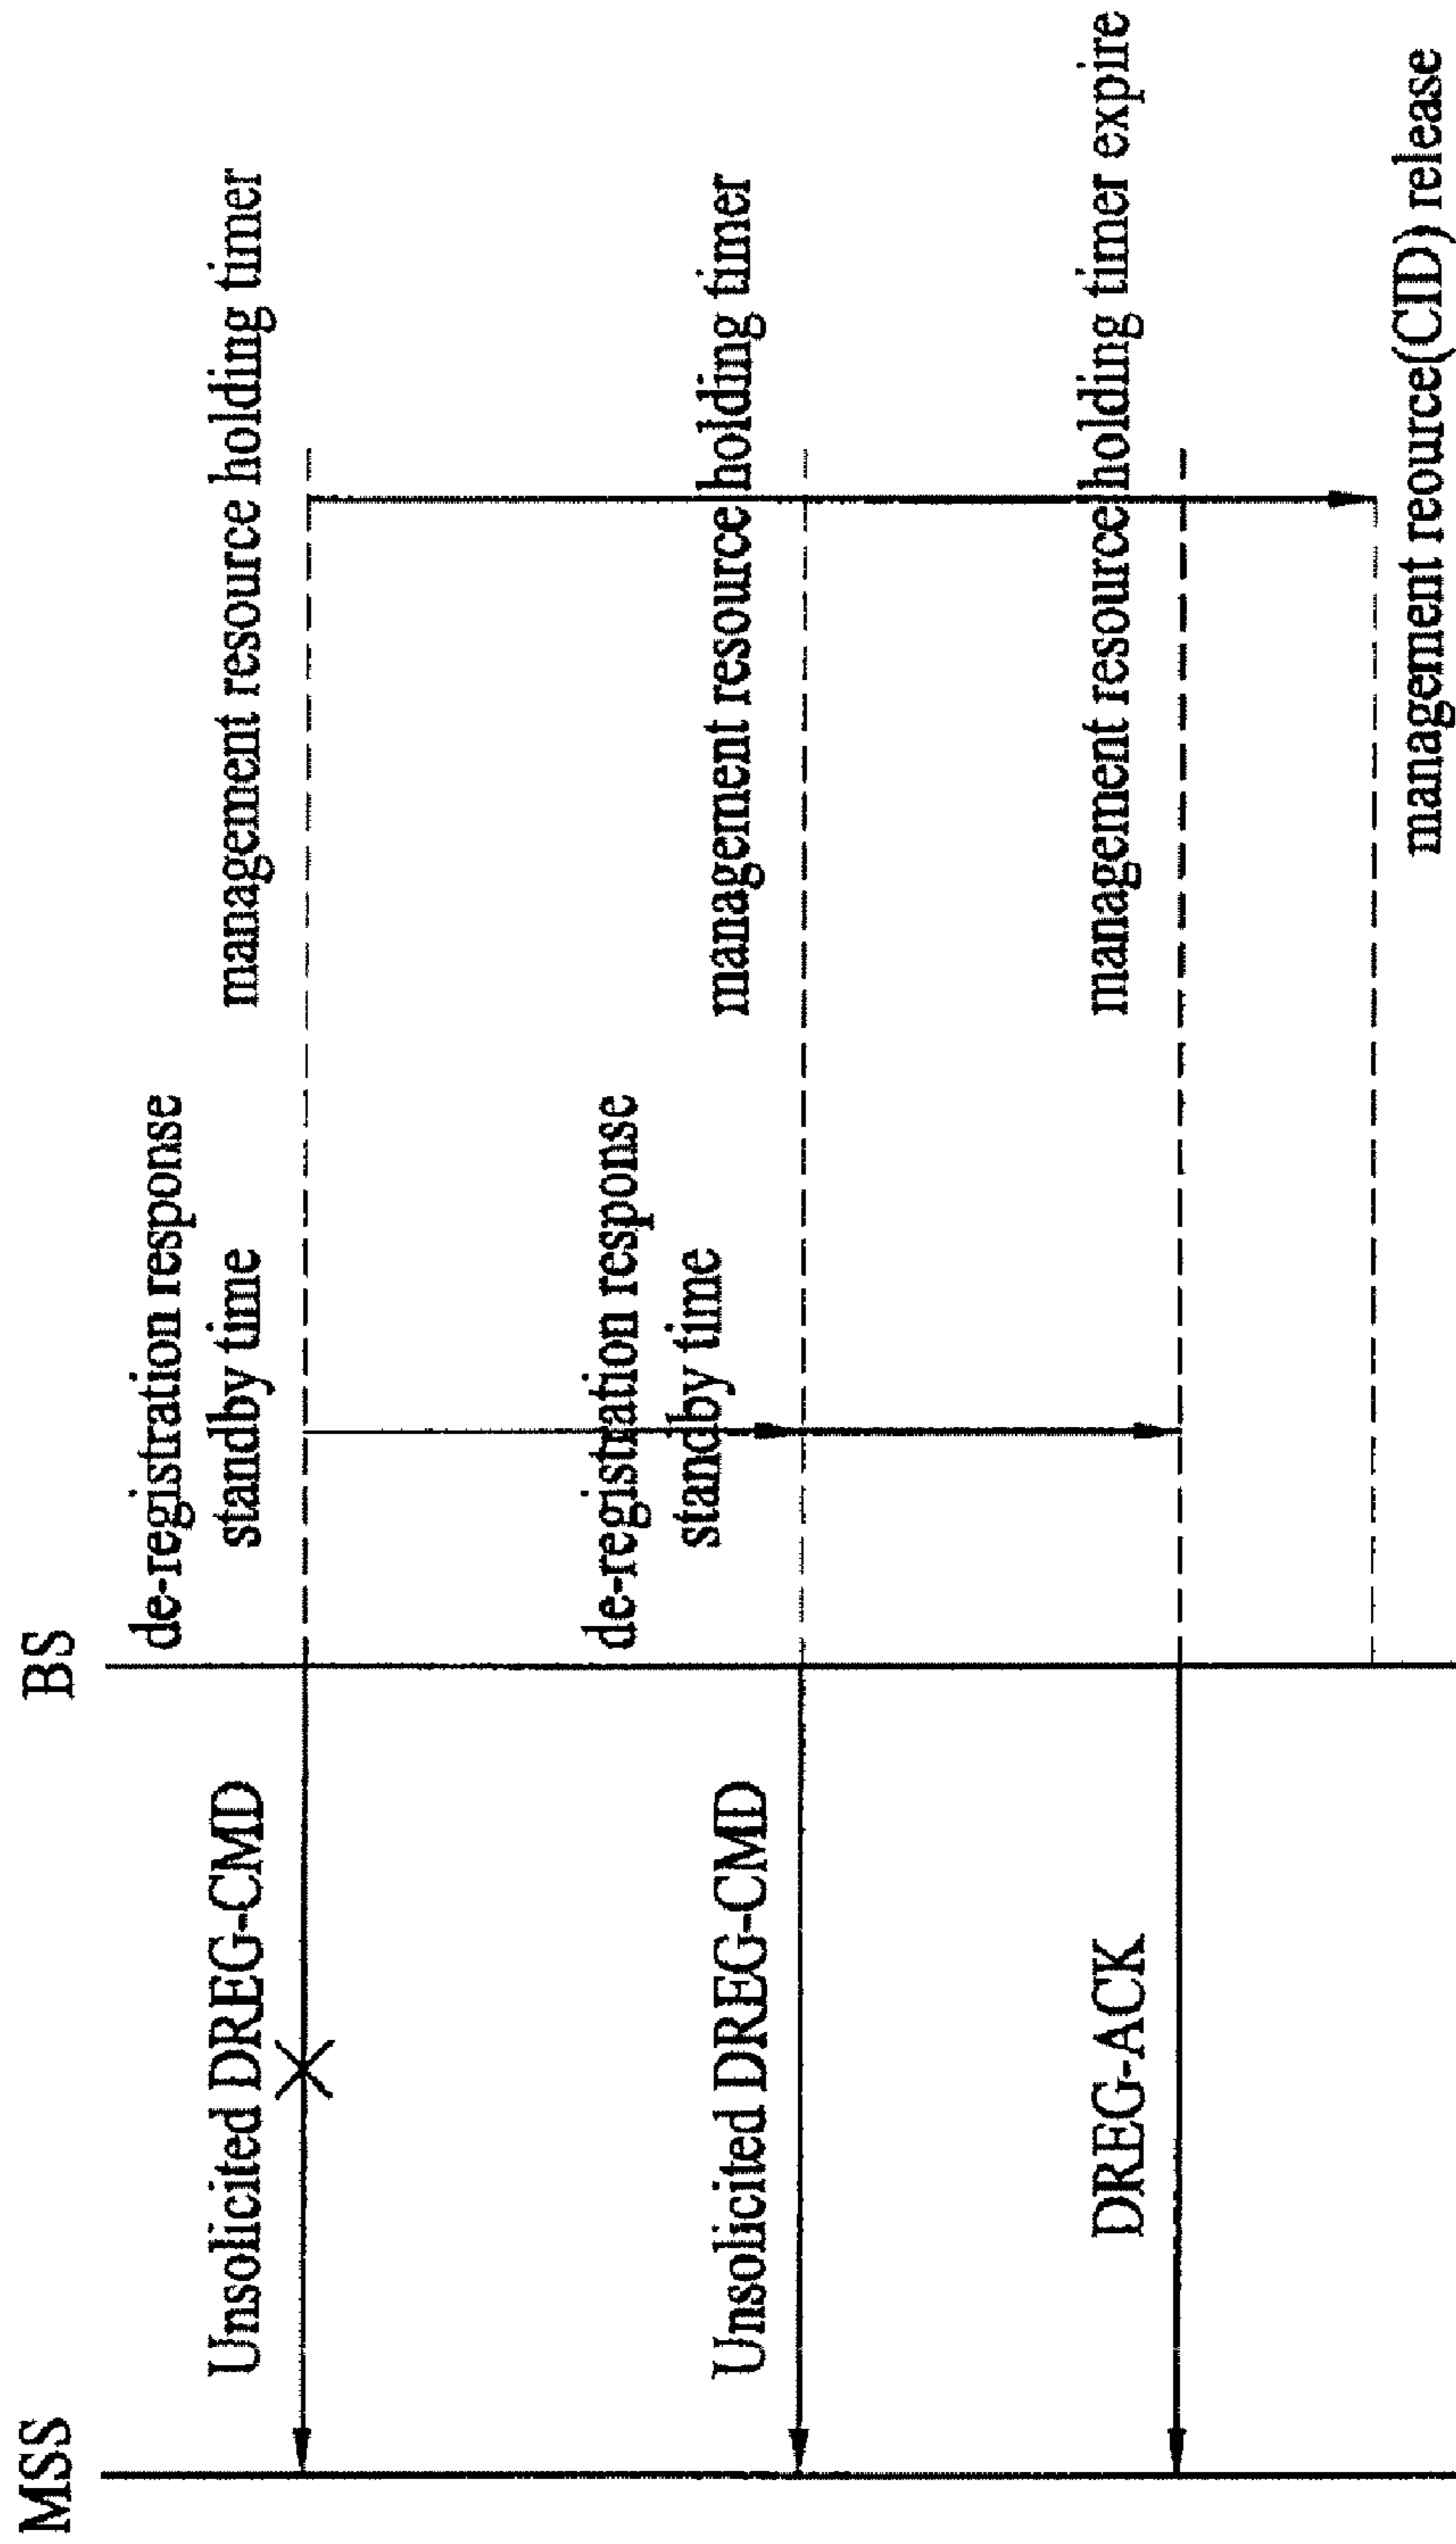 MSS
BS
de-registration response
standby time
Unsolicited DREG-CMD
management resource holding timer
de-registration response
standby time
Unsolicited DREG-CMD
management resource holding timer
DREG-ACK
management resource holding timer expire
management reource(CID) release